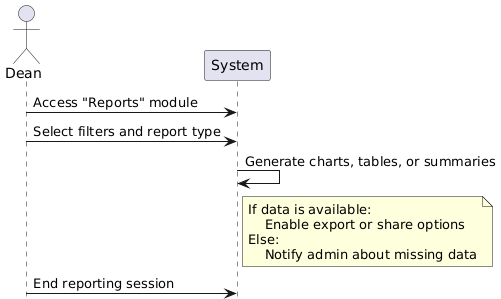 Dean
System
Access "Reports" module
Select filters and report type
Generate charts, tables, or summaries
If data is available:
Enable export or share options
Else:
Notify admin about missing data
End reporting session